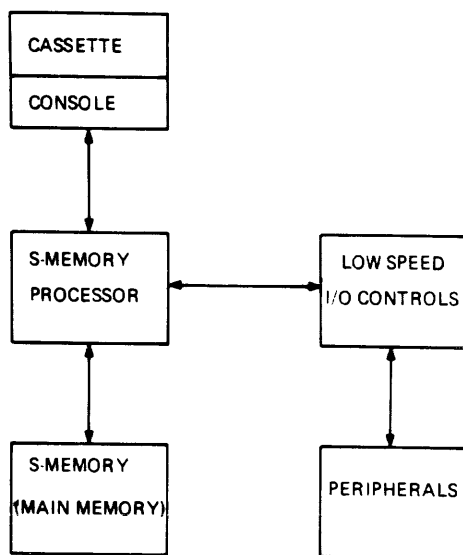 CASSETTE
CONSOLE
S-MEMORY
PROCESSOR
LOW SPEED
I/O CONTROLS
S-MEMORY
(MAIN MEMORY)
PERIPHERALS